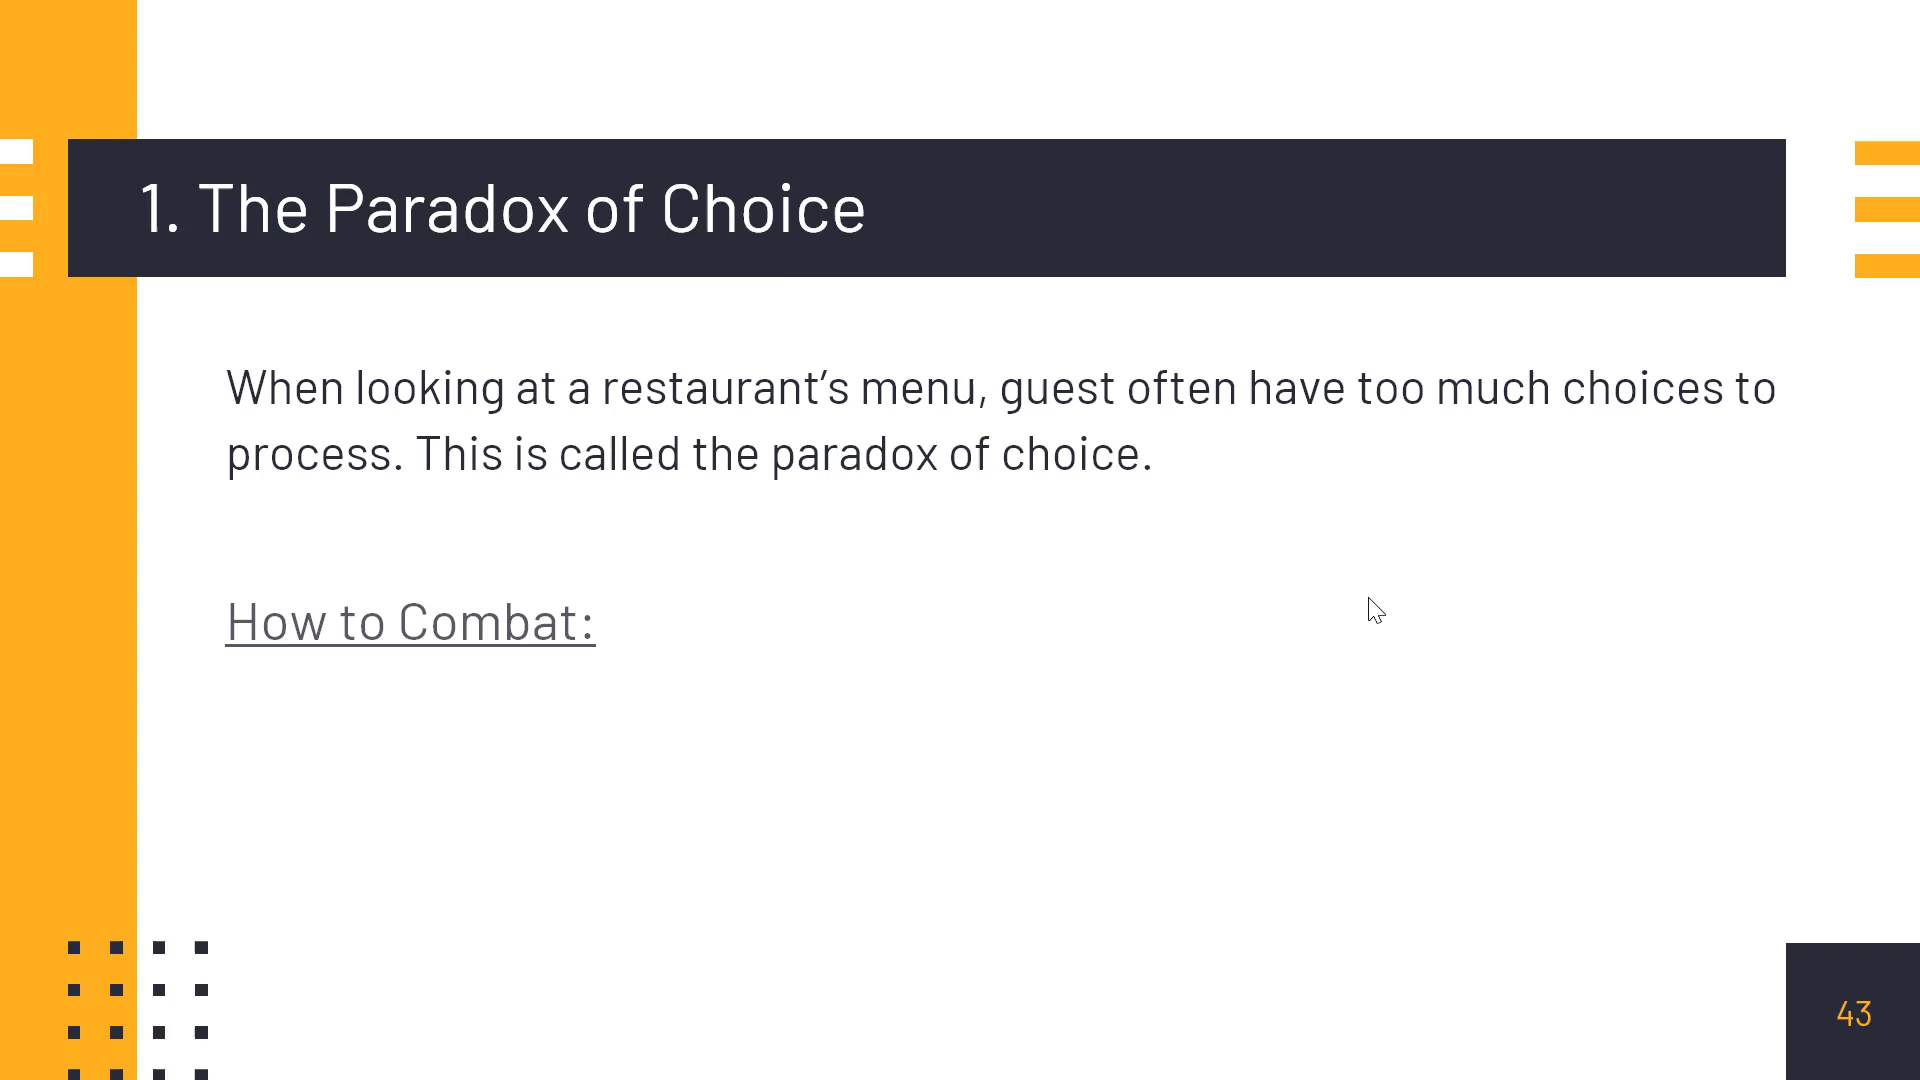 1. The Paradox of Choice
When looking at a restaurant’s menu, guest often have too much choices to
process. This is called the paradox of choice.
How to Combat:
43